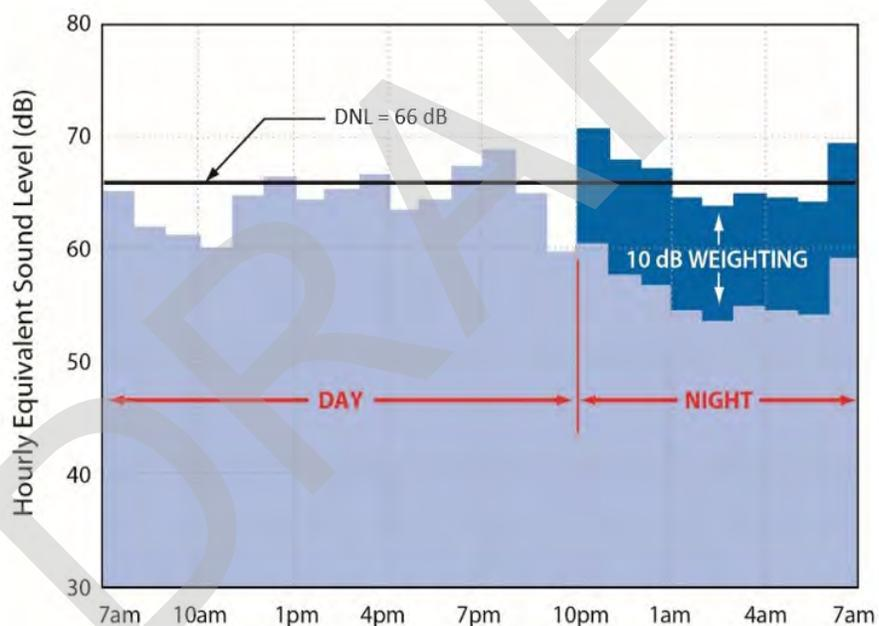 80
70
60
50
40
30
Hourly Equivalent Sound Level (dB)
DNL = 66 dB
10 dB WEIGHTING
DAY
NIGHT
7am 10am 1pm 4pm 7pm 10pm 1am 4am 7am
DRAF